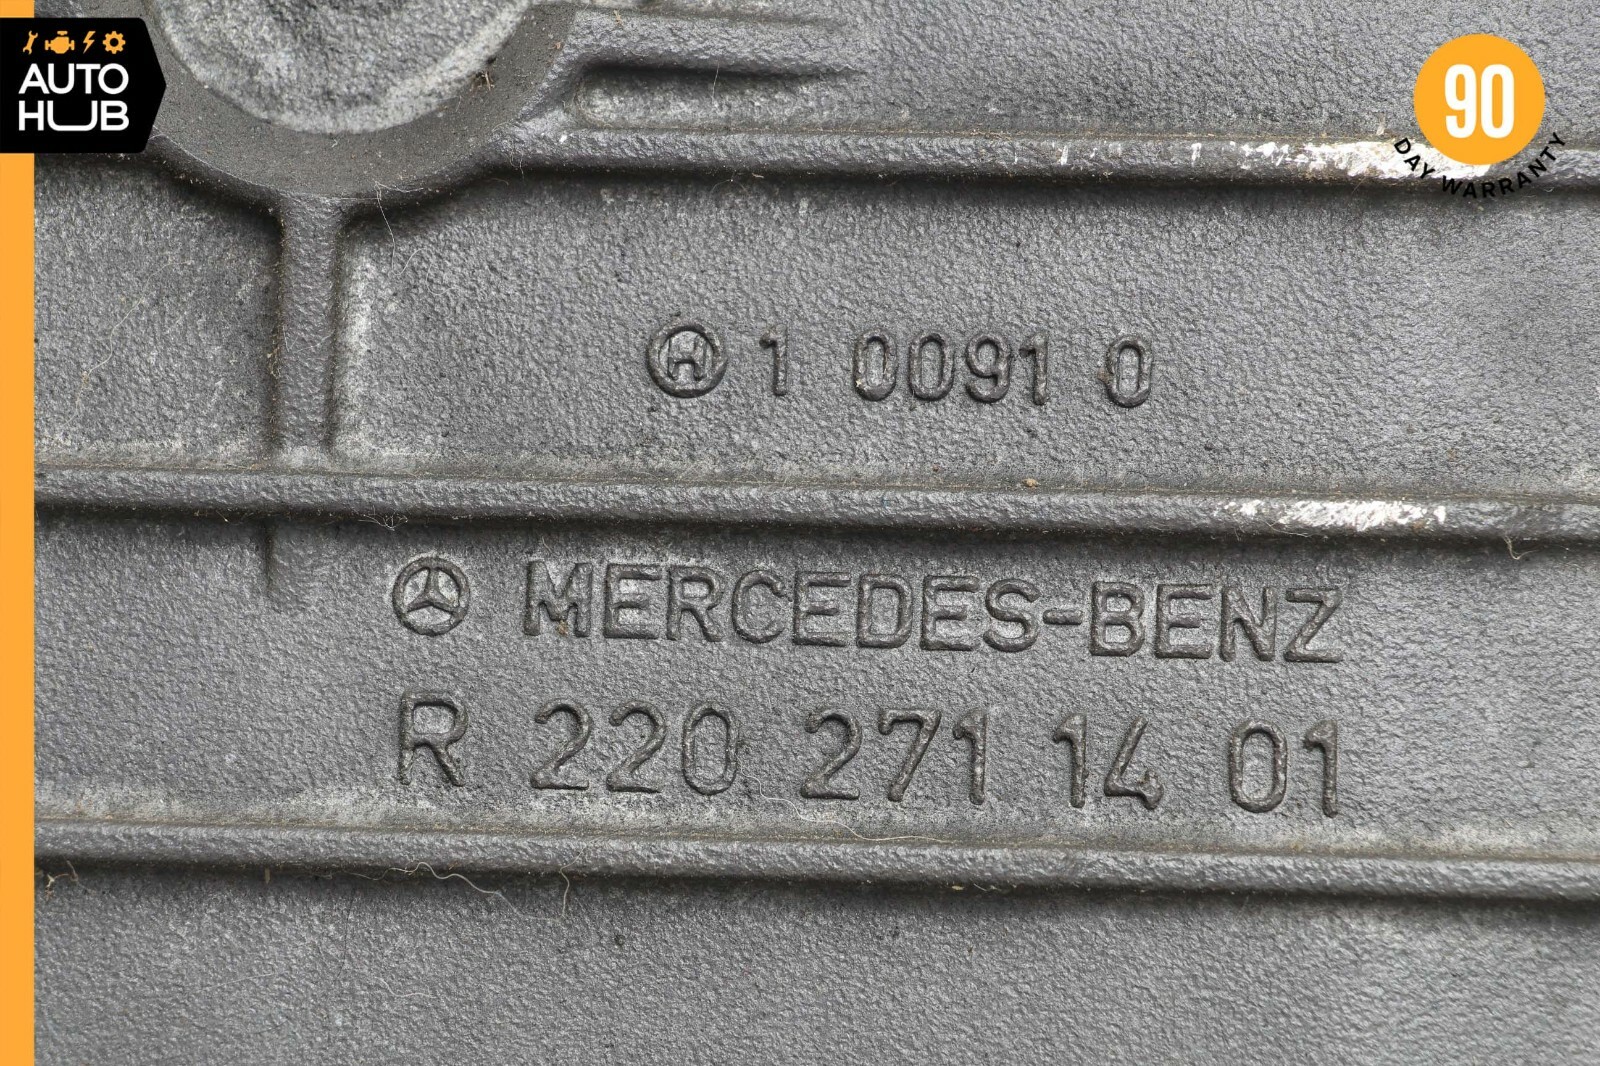 AUTO
HUB
90
DAY WARRANTY
H 1 0091 0
MERCEDES-BENZ
R 220 271 14 01